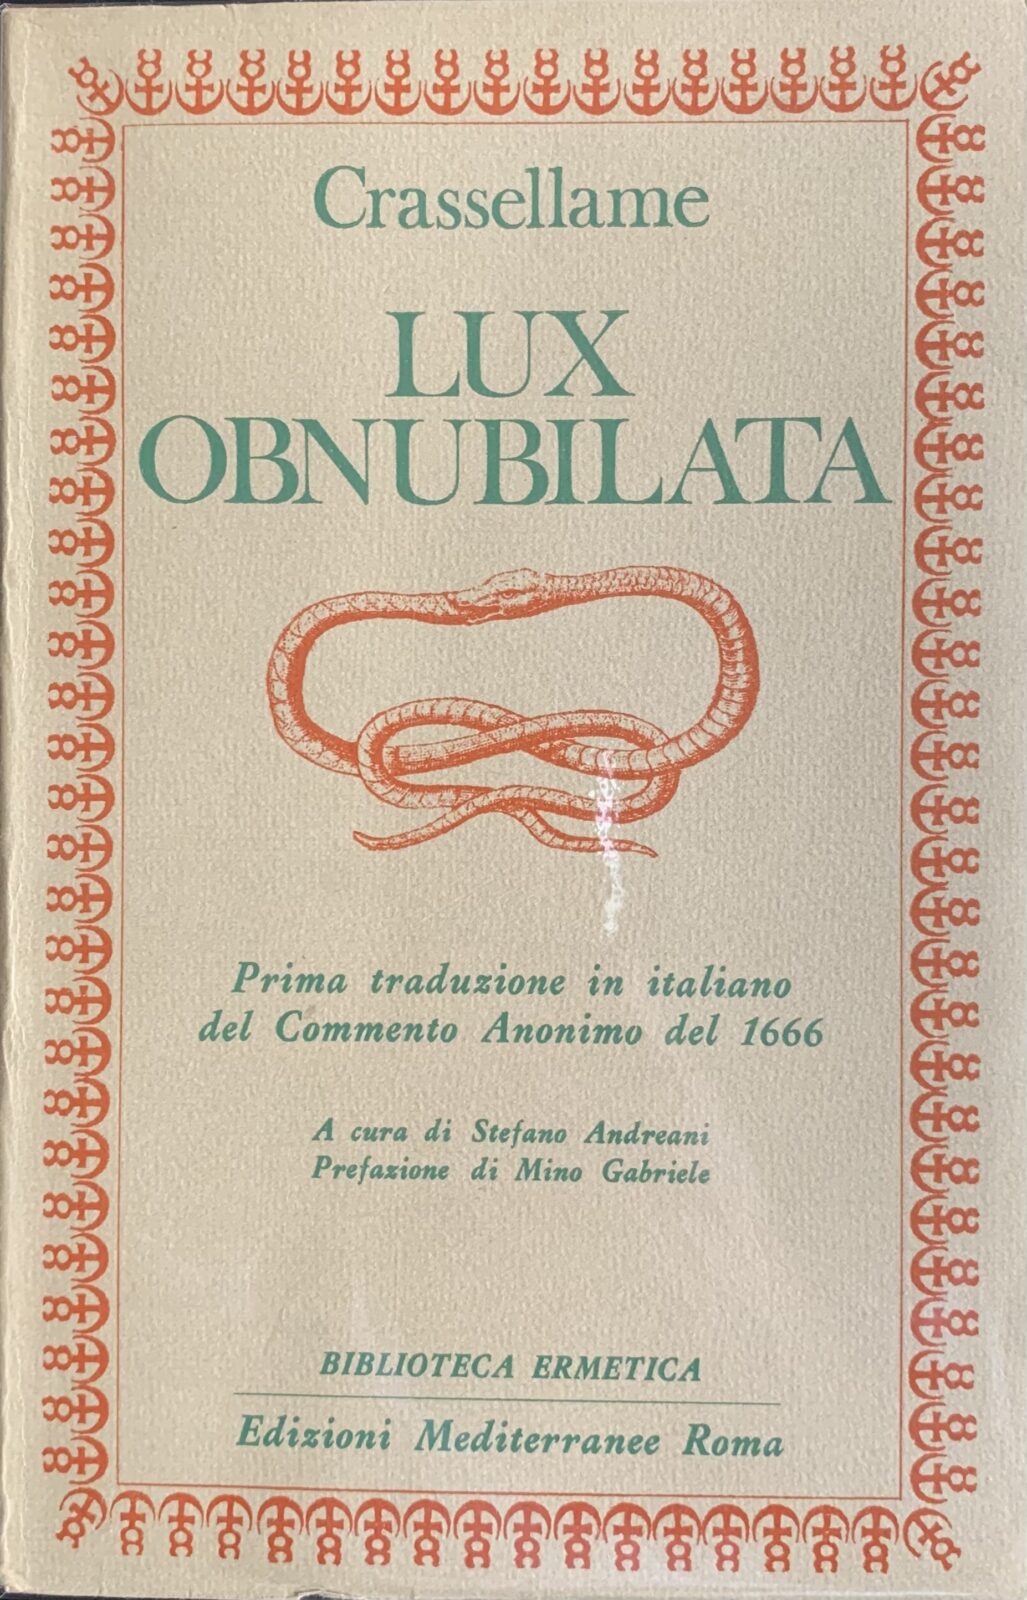 Crassellame
LUX
OBNUBILATA
Prima traduzione in italiano
del Commento Anonimo del 1666
A cura di Stefano Andreani
Prefazione di Mino Gabriele
BIBLIOTECA ERMETICA
Edizioni Mediterranee Roma